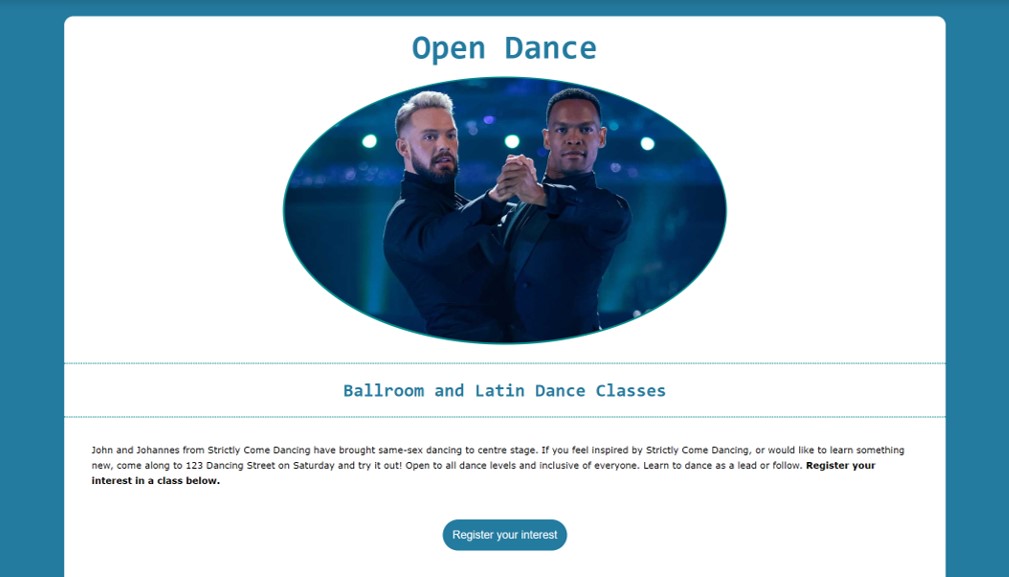 Open Dance
Ballroom and Latin Dance Classes
John and Johannes from Strictly Come Dancing have brought same-sex dancing to centre stage. If you feel inspired by Strictly Come Dancing, or would like to learn something
new, come along to 123 Dancing Street on Saturday and try it out! Open to all dance levels and inclusive of everyone. Learn to dance as a lead or follow. Register your
interest in a class below.
Register your interest